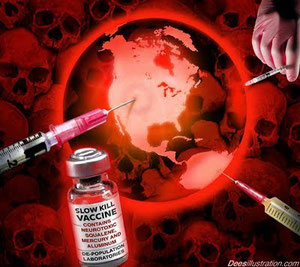 SLOW KILL
VACCINE
CONTAINS
NEUROTOXIC
SQUALENE
MERCURY AND
ALUMINUM
DE-POPULATION
LABORATORIES
Deesillustration.com